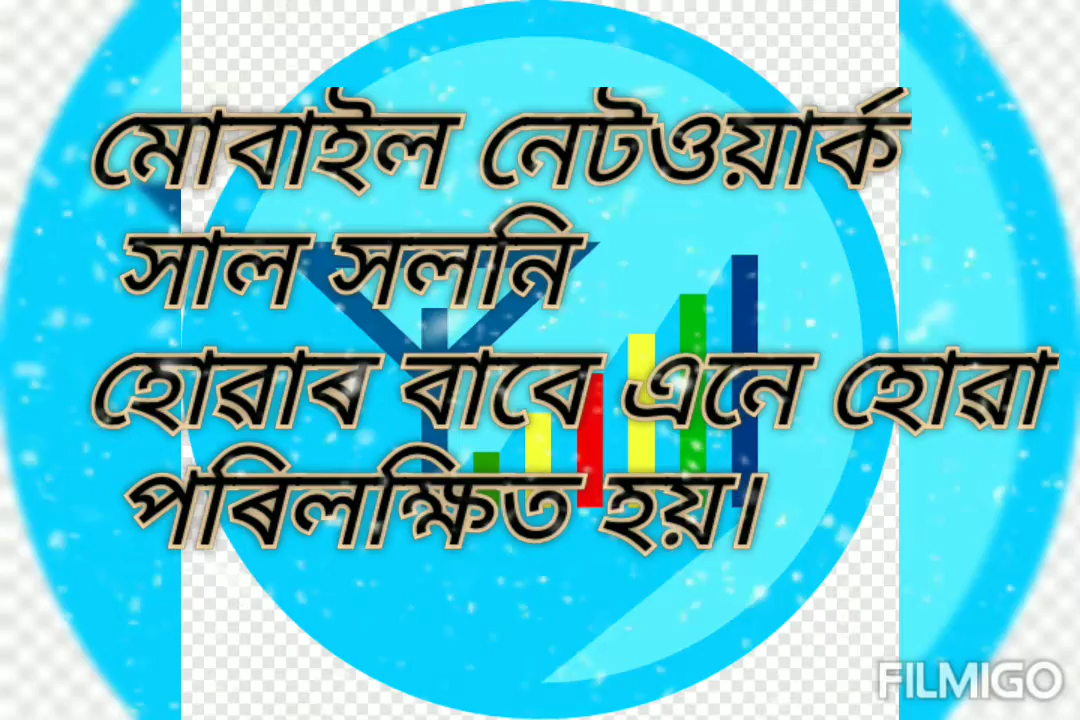 মোবাইল নেটওয়াৰ্ক
সাল সলনি
হোৱাৰ বাবে এনে হোৱা
পৰিলক্ষিত হয়।
FILMIGO